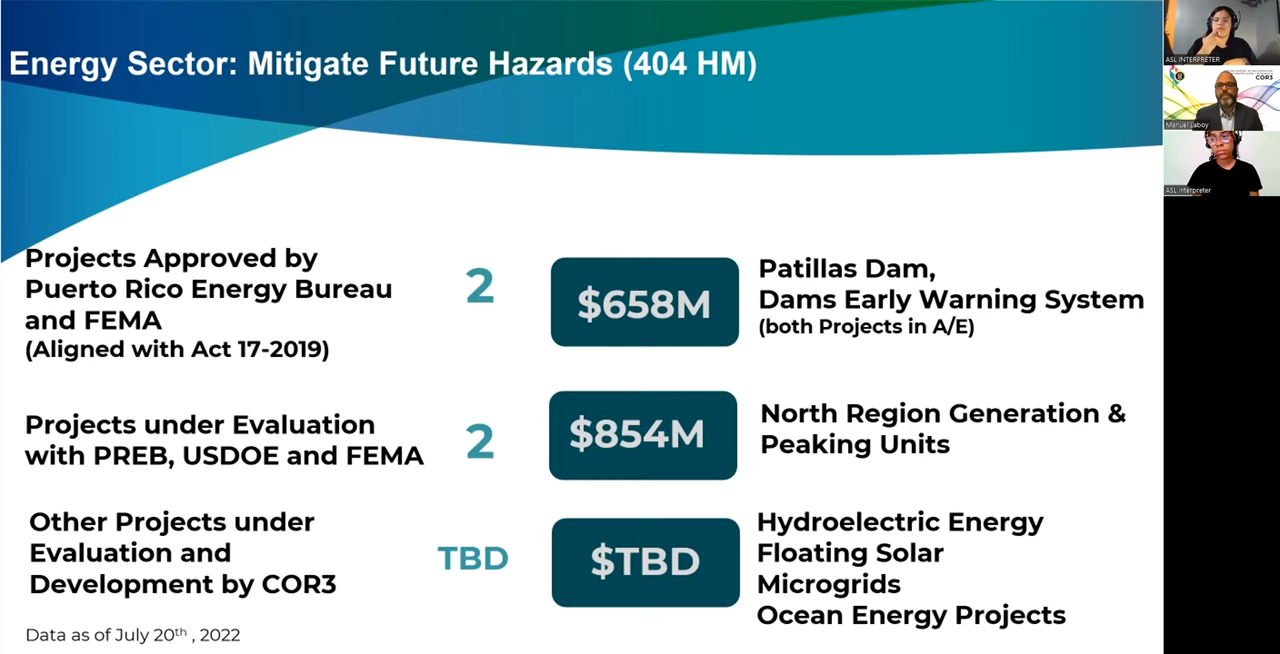 Energy Sector: Mitigate Future Hazards (404 HM)
Projects Approved by
Puerto Rico Energy Bureau
and FEMA
(Aligned with Act 17-2019)
2
$658M
Patillas Dam,
Dams Early Warning System
(both Projects in A/E)
Projects under Evaluation
with PREB, USDOE and FEMA
2
$854M
North Region Generation &
Peaking Units
Other Projects under
Evaluation and
Development by COR3
TBD
$TBD
Hydroelectric Energy
Floating Solar
Microgrids
Ocean Energy Projects
Data as of July 20th , 2022
ASL INTERPRETER
COR3
Manuel Laboy
ASL Interpreter